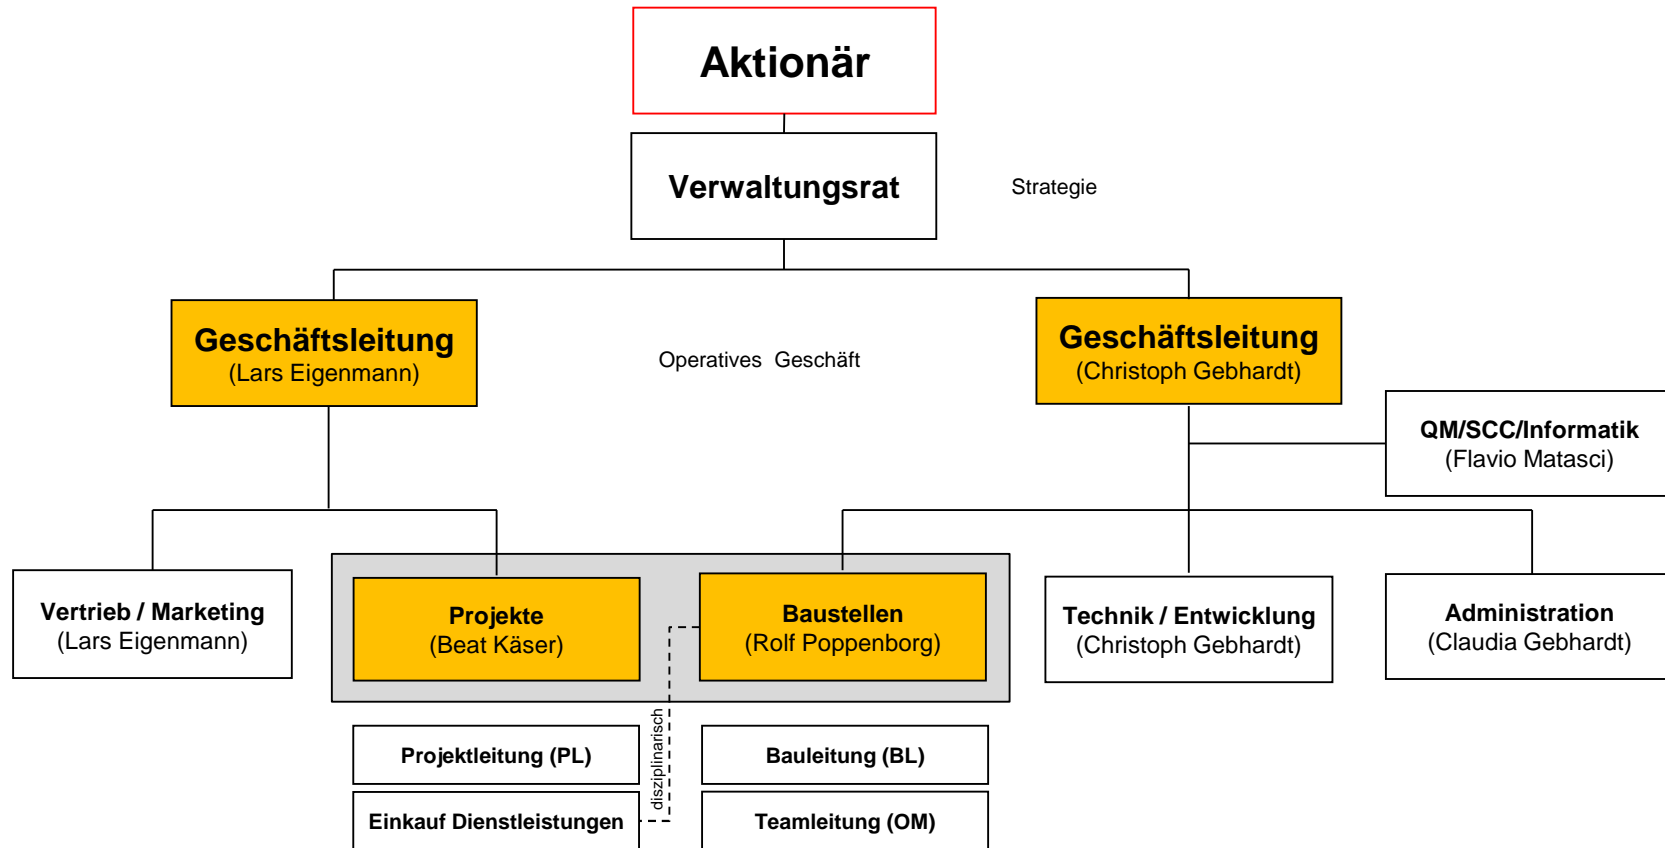 Aktionär
Verwaltungsrat
Strategie
Geschäftsleitung
(Lars Eigenmann)
Operatives Geschäft
Geschäftsleitung
(Christoph Gebhardt)
QM/SCC/Informatik
(Flavio Matasci)
Vertrieb / Marketing
(Lars Eigenmann)
Projekte
(Beat Käser)
Baustellen
(Rolf Poppenborg)
Technik / Entwicklung
(Christoph Gebhardt)
Administration
(Claudia Gebhardt)
disziplinarisch
Projektleitung (PL)
Bauleitung (BL)
Einkauf Dienstleistungen
Teamleitung (OM)